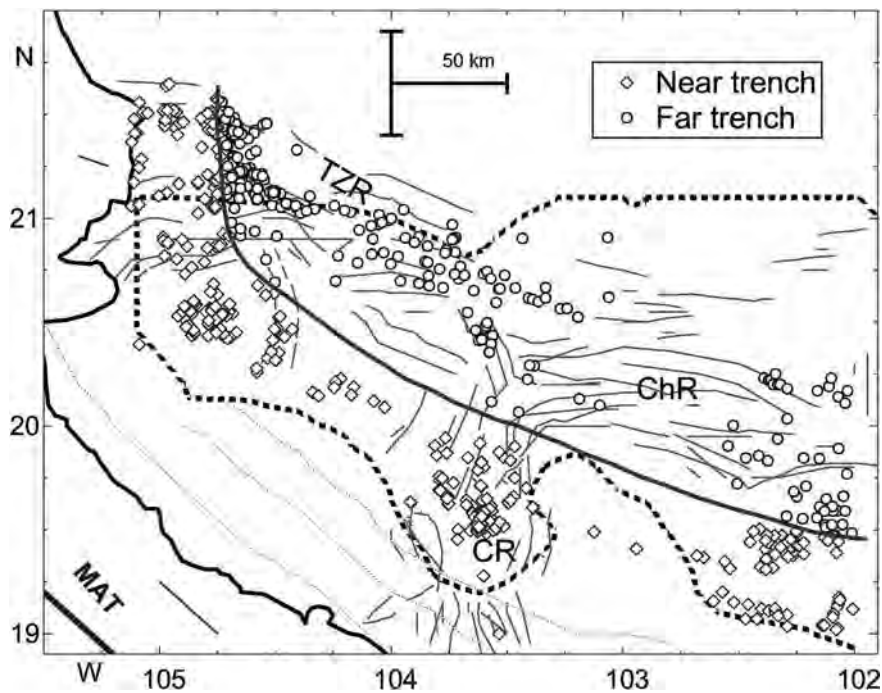 N
50 km
Near trench
Far trench
TZR
21
20
ChR
CR
MAT
19
W
105
104
103
102